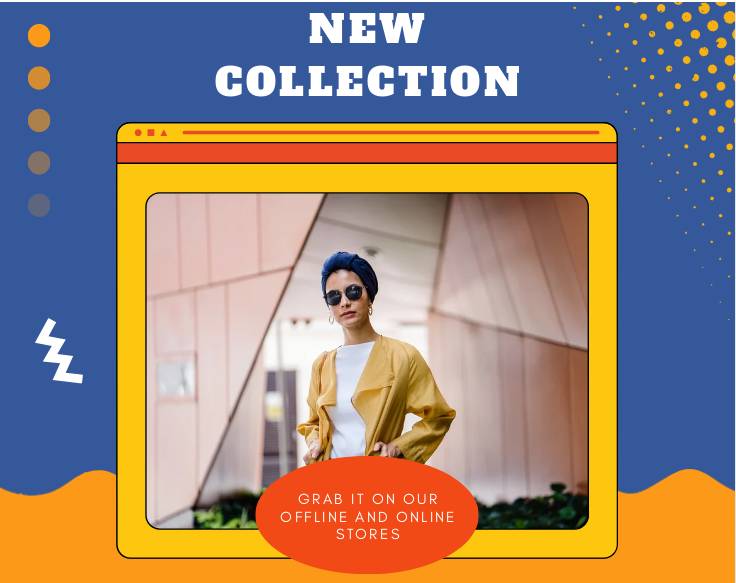 NEW
COLLECTION
GRAB IT ON OUR
OFFLINE AND ONLINE
STORES